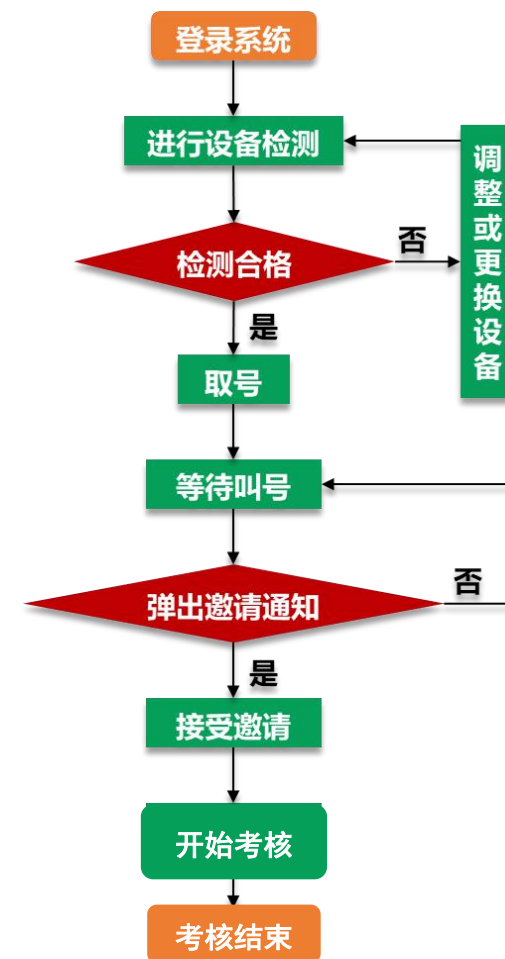 登录系统
进行设备检测
检测合格
否
调整或更换设备
是
取号
等待叫号
弹出邀请通知
否
是
接受邀请
开始考核
考核结束